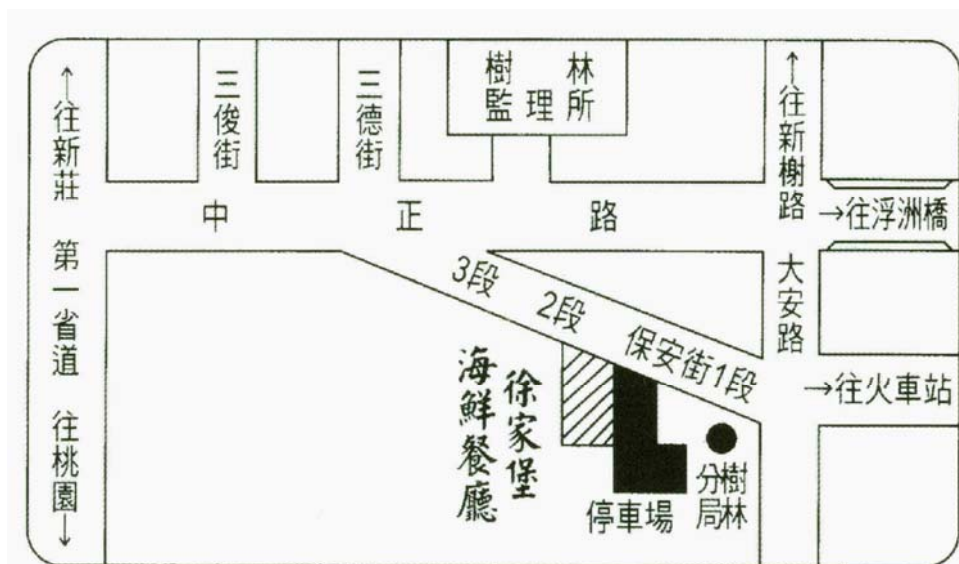 ←往新莊 第一省道 往桃園→
三俊街
三德街
樹林
監理所
中正路
→往浮洲橋
←往新樹路
大安路
3段 2段 保安街1段
→往火車站
徐家堡
海鮮餐廳
停車場
樹林
分局